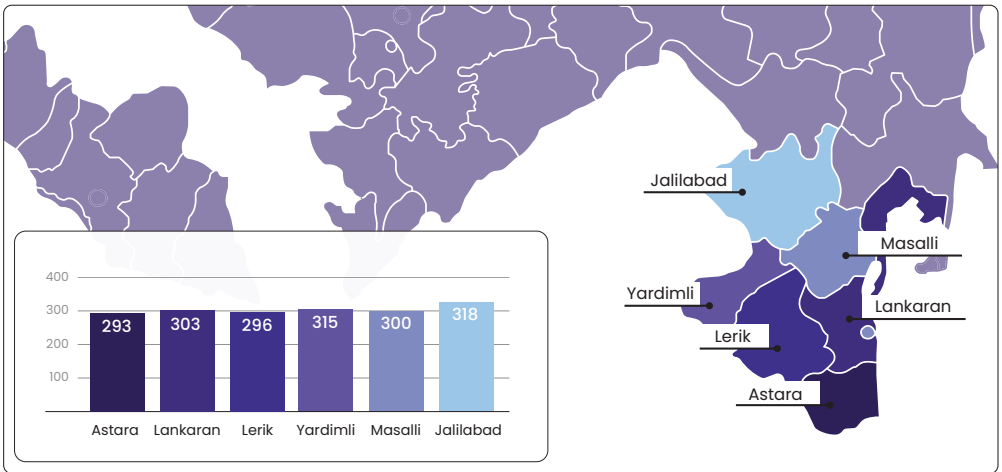 Jalilabad
Masalli
Yardimli
Lankaran
Lerik
Astara
400
300
200
100
293
303
296
315
300
318
Astara
Lankaran
Lerik
Yardimli
Masalli
Jalilabad